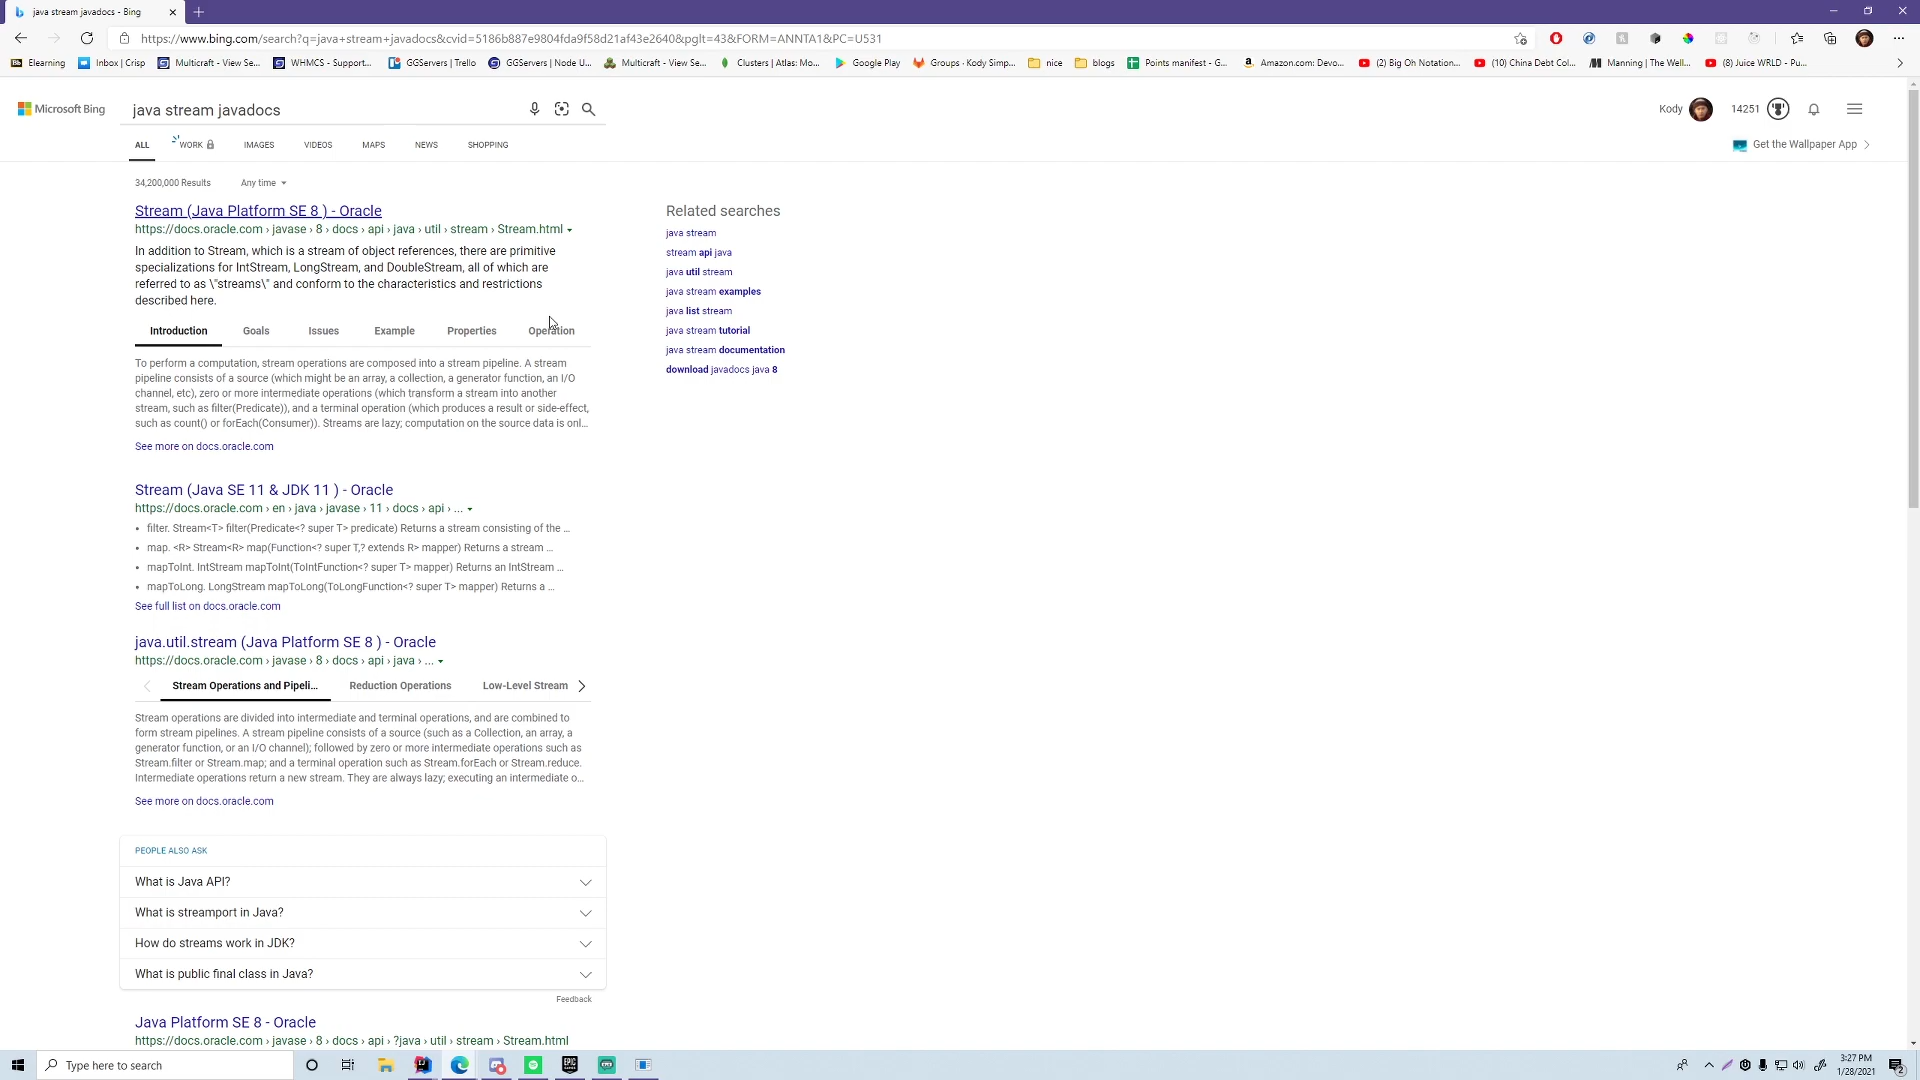 java stream javadocs - Bing
https://www.bing.com/search?q=java+stream+javadocs&cvid=5186b887e9804fda9f58d21af43e2640&pglt=43&FORM=ANNTA1&PC=U531
Elearning
Inbox | Crisp
Multicraft - View Se...
WHMCS - Support...
GGServers | Trello
GGServers | Node U...
Multicraft - View Se...
Clusters | Atlas: Mo...
Google Play
Groups · Kody Simp...
nice
blogs
Points manifest - G...
Amazon.com: Devo...
(2) Big Oh Notation...
(10) China Debt Col...
Manning | The Well...
(8) Juice WRLD - Pu...
Microsoft Bing
java stream javadocs
Kody
14251
ALL
WORK
IMAGES
VIDEOS
MAPS
NEWS
SHOPPING
Get the Wallpaper App
34,200,000 Results
Any time
Stream (Java Platform SE 8 ) - Oracle
https://docs.oracle.com › javase › 8 › docs › api › java › util › stream › Stream.html
In addition to Stream, which is a stream of object references, there are primitive
specializations for IntStream, LongStream, and DoubleStream, all of which are
referred to as \"streams\" and conform to the characteristics and restrictions
described here.
Introduction
Goals
Issues
Example
Properties
Operation
To perform a computation, stream operations are composed into a stream pipeline. A stream
pipeline consists of a source (which might be an array, a collection, a generator function, an I/O
channel, etc), zero or more intermediate operations (which transform a stream into another
stream, such as filter(Predicate)), and a terminal operation (which produces a result or side-effect,
such as count() or forEach(Consumer)). Streams are lazy; computation on the source data is onl...
See more on docs.oracle.com
Stream (Java SE 11 & JDK 11 ) - Oracle
https://docs.oracle.com › en › java › javase › 11 › docs › api › ...
• filter. Stream<T> filter(Predicate<? super T> predicate) Returns a stream consisting of the ...
• map. <R> Stream<R> map(Function<? super T,? extends R> mapper) Returns a stream ...
• mapToInt. IntStream mapToInt(ToIntFunction<? super T> mapper) Returns an IntStream ...
• mapToLong. LongStream mapToLong(ToLongFunction<? super T> mapper) Returns a ...
See full list on docs.oracle.com
java.util.stream (Java Platform SE 8 ) - Oracle
https://docs.oracle.com › javase › 8 › docs › api › java › ...
Stream Operations and Pipeli...
Reduction Operations
Low-Level Stream
Stream operations are divided into intermediate and terminal operations, and are combined to
form stream pipelines. A stream pipeline consists of a source (such as a Collection, an array, a
generator function, or an I/O channel); followed by zero or more intermediate operations such as
Stream.filter or Stream.map; and a terminal operation such as Stream.forEach or Stream.reduce.
Intermediate operations return a new stream. They are always lazy; executing an intermediate o...
See more on docs.oracle.com
PEOPLE ALSO ASK
What is Java API?
What is streamport in Java?
How do streams work in JDK?
What is public final class in Java?
Feedback
Java Platform SE 8 - Oracle
https://docs.oracle.com › javase › 8 › docs › api › ?java › util › stream › Stream.html
Related searches
java stream
stream api java
java util stream
java stream examples
java list stream
java stream tutorial
java stream documentation
download javadocs java 8
Type here to search
3:27 PM
1/28/2021
2